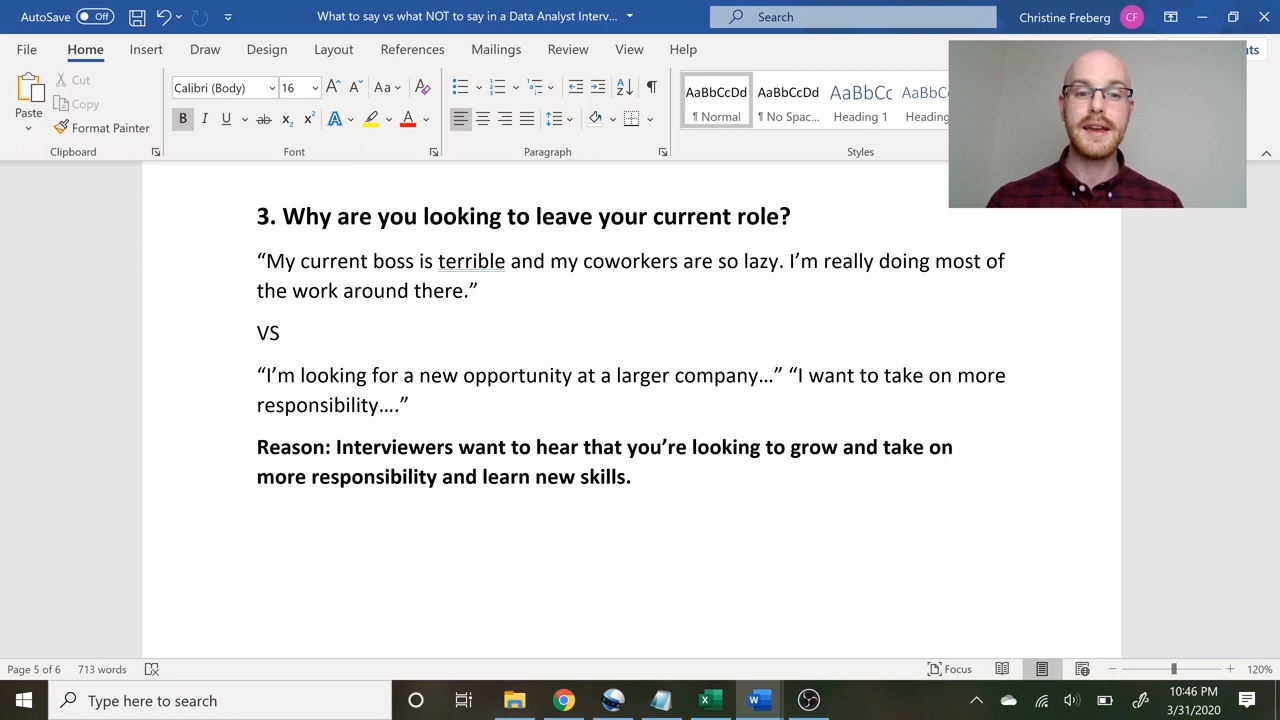 AutoSave Off What to say vs what NOT to say in a Data Analyst Interv... Search Christine Freberg CF
File Home Insert Draw Design Layout References Mailings Review View Help
Paste Cut Copy Format Painter
Calibri (Body) 16 Aa
B I U ab x₂ x² A A
AaBbCcDd AaBbCcDd AaBbCc AaBbC
¶ Normal ¶ No Spac... Heading 1 Heading
Clipboard Font Paragraph Styles
3. Why are you looking to leave your current role?
“My current boss is terrible and my coworkers are so lazy. I’m really doing most of
the work around there.”
VS
“I’m looking for a new opportunity at a larger company…” “I want to take on more
responsibility….”
Reason: Interviewers want to hear that you’re looking to grow and take on
more responsibility and learn new skills.
Page 5 of 6 713 words Focus 120%
Type here to search 10:46 PM
3/31/2020